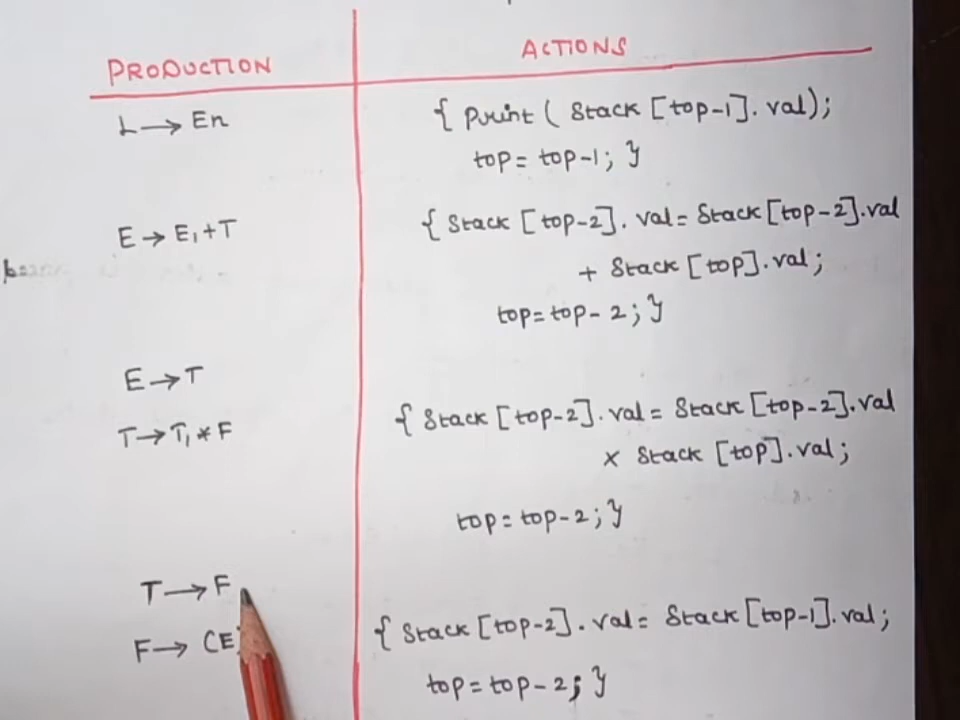 PRODUCTION ACTIONS
L → En { Print ( Stack [top-1]. val);
top = top-1; }
E → E₁ + T { Stack [top-2]. val = Stack [top-2].val
+ Stack [top].val;
top = top - 2; }
E → T
T → T₁ * F { Stack [top-2]. val = Stack [top-2].val
x Stack [top].val;
top = top-2; }
T → F
F → (E { Stack [top-2]. val = Stack [top-1].val;
top = top-2; }